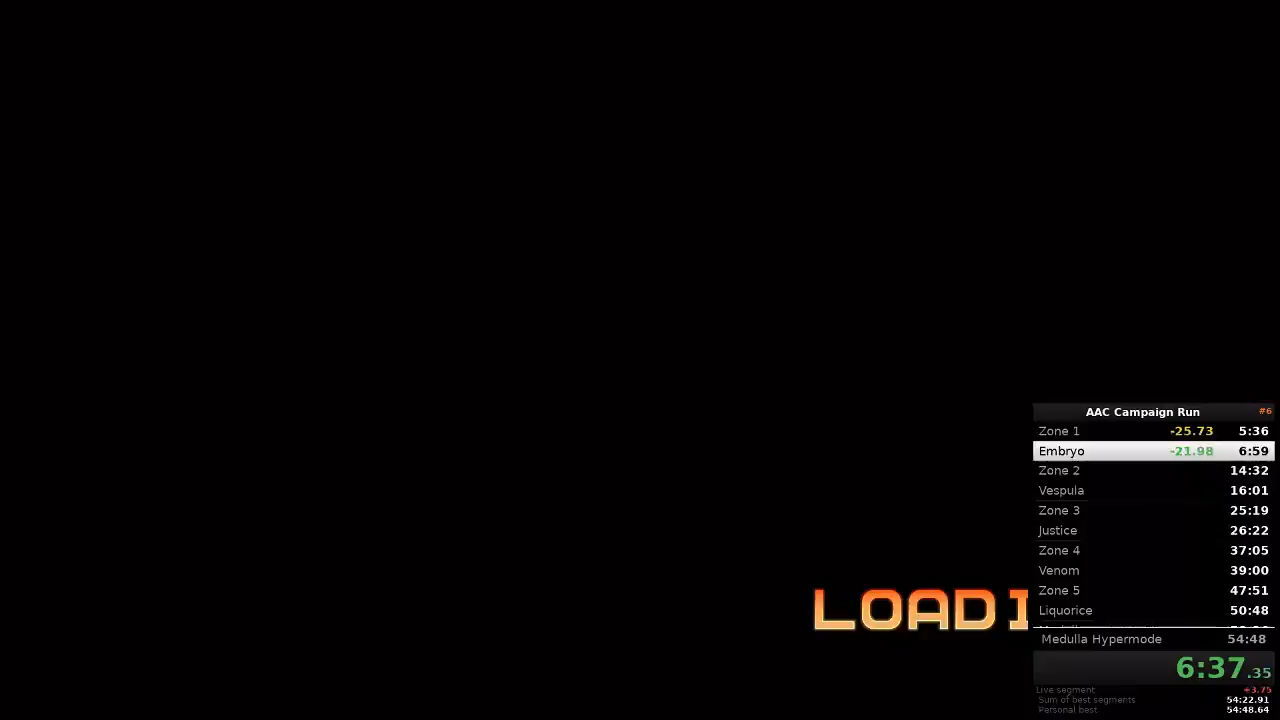 AAC Campaign Run #6
Zone 1 -25.73 5:36
Embryo -21.98 6:59
Zone 2 14:32
Vespula 16:01
Zone 3 25:19
Justice 26:22
Zone 4 37:05
Venom 39:00
Zone 5 47:51
Liquorice 50:48
LOADI
Medulla Hypermode 54:48
6:37.35
Live segment +3.75
Sum of best segments 54:22.91
Personal best 54:48.64